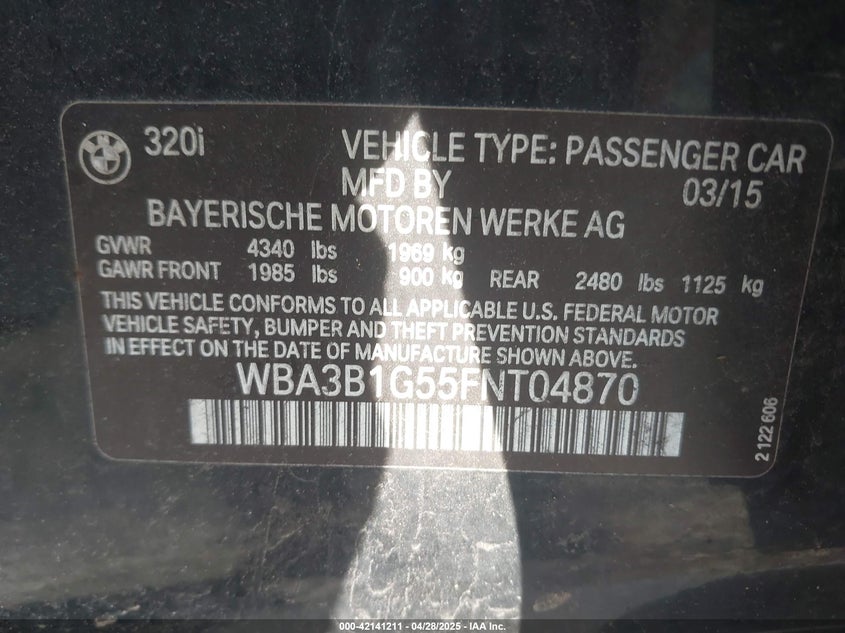 320i
VEHICLE TYPE: PASSENGER CAR
MFD BY 03/15
BAYERISCHE MOTOREN WERKE AG
GVWR 4340 lbs 1969 kg
GAWR FRONT 1985 lbs 900 kg REAR 2480 lbs 1125 kg
THIS VEHICLE CONFORMS TO ALL APPLICABLE U.S. FEDERAL MOTOR
VEHICLE SAFETY, BUMPER AND THEFT PREVENTION STANDARDS
IN EFFECT ON THE DATE OF MANUFACTURE SHOWN ABOVE.
WBA3B1G55FNT04870
2 122 606
000-42141211 - 04/28/2025 - IAA Inc.